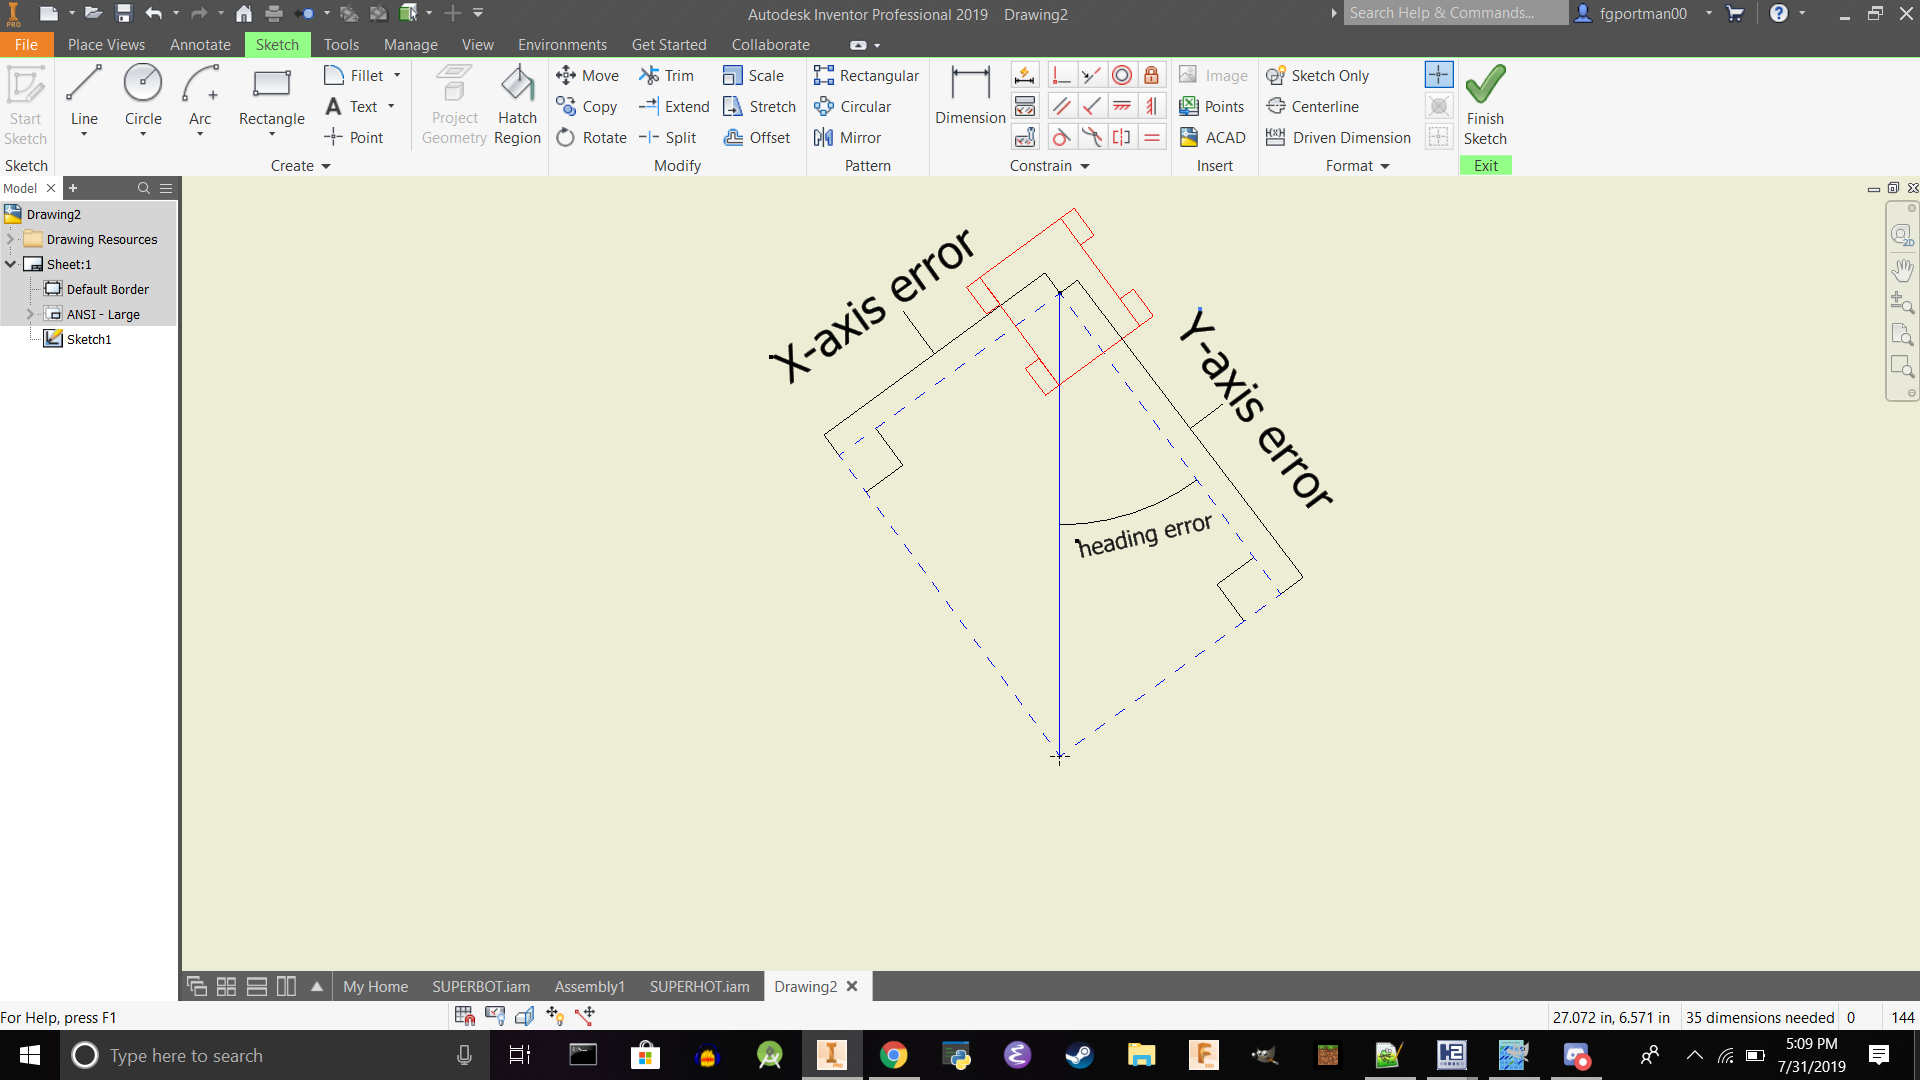 Autodesk Inventor Professional 2019 Drawing2
Search Help & Commands...
fgportman00
PRO
File Place Views Annotate Sketch Tools Manage View Environments Get Started Collaborate
Start Sketch
Line
Circle
Arc
Rectangle
Fillet
Text
Point
Project Geometry
Hatch Region
Move
Copy
Rotate
Trim
Extend
Split
Scale
Stretch
Offset
Rectangular
Circular
Mirror
Dimension
Image
Points
ACAD
Sketch Only
Centerline
Driven Dimension
Finish Sketch
Sketch Create Modify Pattern Constrain Insert Format Exit
Model
Drawing2
Drawing Resources
Sheet:1
Default Border
ANSI - Large
Sketch1
X-axis error
Y-axis error
heading error
2D
My Home SUPERBOT.iam Assembly1 SUPERHOT.iam Drawing2
For Help, press F1
27.072 in, 6.571 in 35 dimensions needed 0 144
Type here to search
5:09 PM
7/31/2019